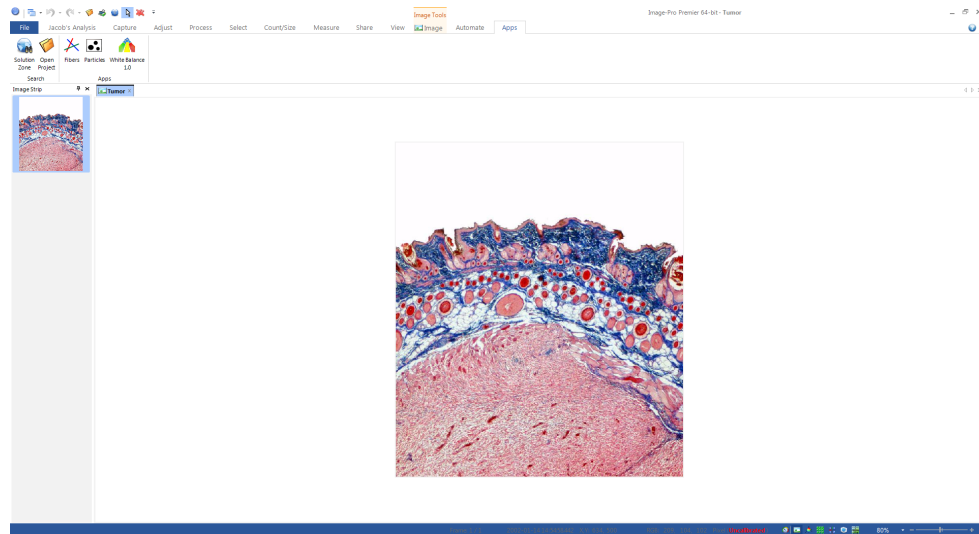 Image Tools
Image-Pro Premier 64-bit - Tumor
File Jacob's Analysis Capture Adjust Process Select Count/Size Measure Share View Image Automate Apps
Solution Zone
Open Project
Fibers
Particles
White Balance 1.0
Search
Apps
Image Strip
Tumor
80%